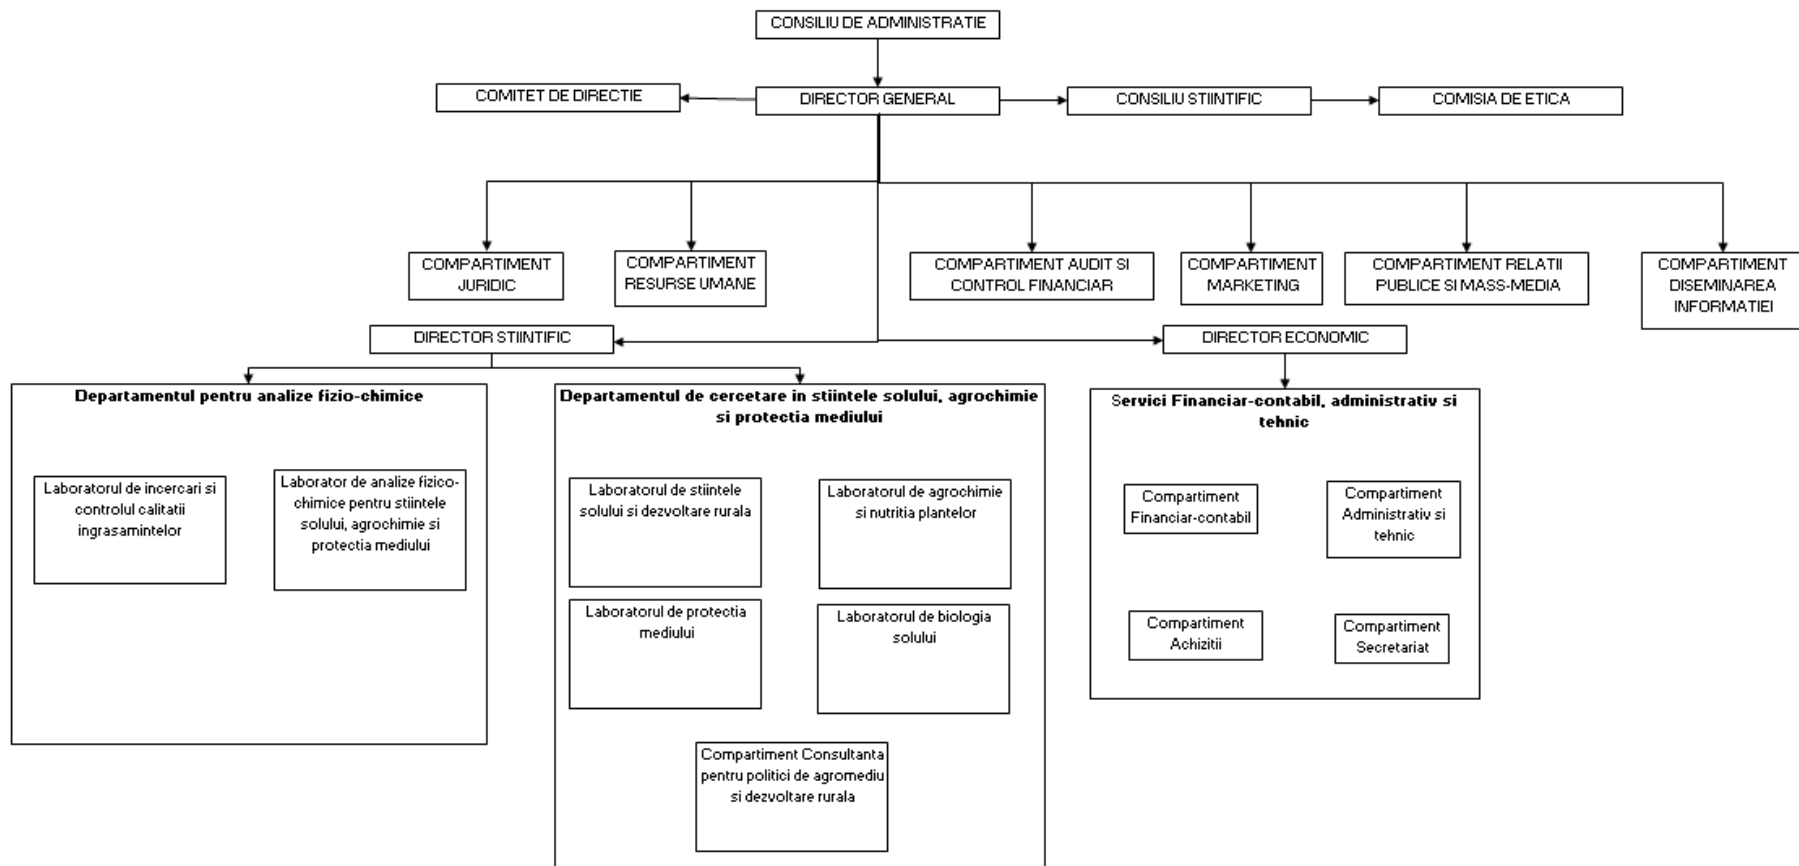 CONSILIU DE ADMINISTRATIE
COMITET DE DIRECTIE
DIRECTOR GENERAL
CONSILIU STIINTIFIC
COMISIA DE ETICA
COMPARTIMENT
JURIDIC
COMPARTIMENT
RESURSE UMANE
COMPARTIMENT AUDIT SI
CONTROL FINANCIAR
COMPARTIMENT
MARKETING
COMPARTIMENT RELATII
PUBLICE SI MASS-MEDIA
COMPARTIMENT
DISEMINAREA
INFORMATIEI
DIRECTOR STIINTIFIC
DIRECTOR ECONOMIC
Departamentul pentru analize fizio-chimice
Laboratorul de incercari si
controlul calitatii
ingrasamintelor
Laborator de analize fizico-
chimice pentru stiintele
solului, agrochimie si
protectia mediului
Departamentul de cercetare in stiintele solului, agrochimie
si protectia mediului
Laboratorul de stiintele
solului si dezvoltare rurala
Laboratorul de agrochimie
si nutritia plantelor
Laboratorul de protectia
mediului
Laboratorul de biologia
solului
Compartiment Consultanta
pentru politici de agromediu
si dezvoltare rurala
Servici Financiar-contabil, administrativ si
tehnic
Compartiment
Financiar-contabil
Compartiment
Administrativ si
tehnic
Compartiment
Achizitii
Compartiment
Secretariat